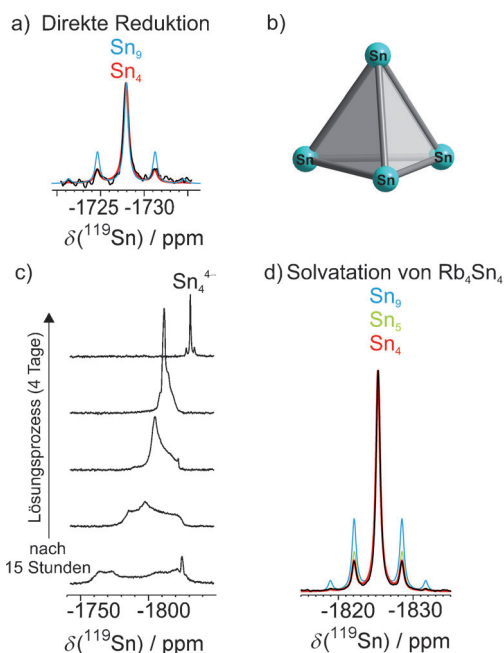 a) Direkte Reduktion
Sn₉
Sn₄
-1725 -1730
δ(¹¹⁹Sn) / ppm
b)
Sn
Sn
Sn
Sn
c)
Sn₄⁴⁻
Lösungsprozess (4 Tage)
nach
15 Stunden
-1750 -1800
δ(¹¹⁹Sn) / ppm
d) Solvatation von Rb₄Sn₄
Sn₉
Sn₅
Sn₄
-1820 -1830
δ(¹¹⁹Sn) / ppm